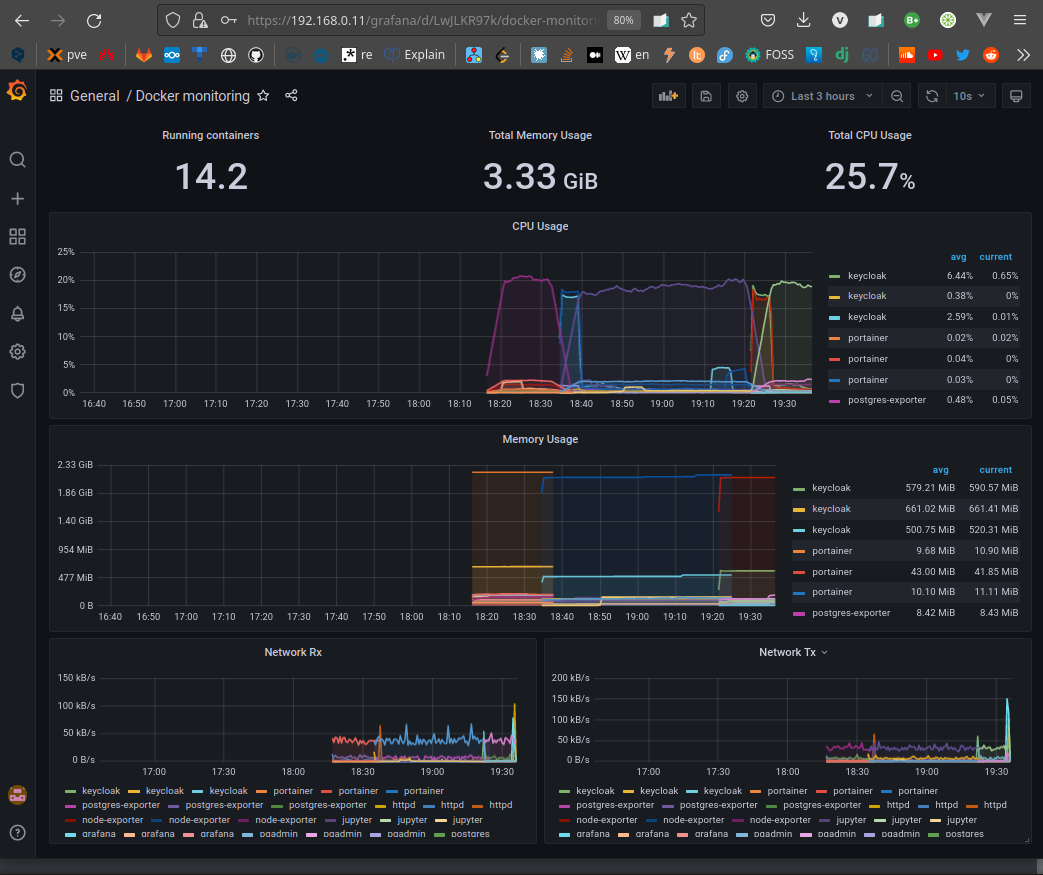 https://192.168.0.11/grafana/d/LwJLKR97k/docker-monitori
80%
pve
re
Explain
en
FOSS
General / Docker monitoring
Last 3 hours
10s
Running containers
14.2
Total Memory Usage
3.33 GiB
Total CPU Usage
25.7%
CPU Usage
25%
20%
15%
10%
5%
0%
16:40 16:50 17:00 17:10 17:20 17:30 17:40 17:50 18:00 18:10 18:20 18:30 18:40 18:50 19:00 19:10 19:20 19:30
avg current
keycloak 6.44% 0.65%
keycloak 0.38% 0%
keycloak 2.59% 0.01%
portainer 0.02% 0.02%
portainer 0.04% 0%
portainer 0.03% 0%
postgres-exporter 0.48% 0.05%
Memory Usage
2.33 GiB
1.86 GiB
1.40 GiB
954 MiB
477 MiB
0 B
16:40 16:50 17:00 17:10 17:20 17:30 17:40 17:50 18:00 18:10 18:20 18:30 18:40 18:50 19:00 19:10 19:20 19:30
avg current
keycloak 579.21 MiB 590.57 MiB
keycloak 661.02 MiB 661.41 MiB
keycloak 500.75 MiB 520.31 MiB
portainer 9.68 MiB 10.90 MiB
portainer 43.00 MiB 41.85 MiB
portainer 10.10 MiB 11.11 MiB
postgres-exporter 8.42 MiB 8.43 MiB
Network Rx
150 kB/s
100 kB/s
50 kB/s
0 B/s
17:00 17:30 18:00 18:30 19:00 19:30
keycloak keycloak keycloak portainer portainer portainer
postgres-exporter postgres-exporter postgres-exporter httpd httpd httpd
node-exporter node-exporter node-exporter jupyter jupyter jupyter
grafana grafana grafana pgadmin pgadmin pgadmin postgres
Network Tx
200 kB/s
150 kB/s
100 kB/s
50 kB/s
0 B/s
17:00 17:30 18:00 18:30 19:00 19:30
keycloak keycloak keycloak portainer portainer portainer
postgres-exporter postgres-exporter postgres-exporter httpd httpd httpd
node-exporter node-exporter node-exporter jupyter jupyter jupyter
grafana grafana grafana pgadmin pgadmin pgadmin postgres